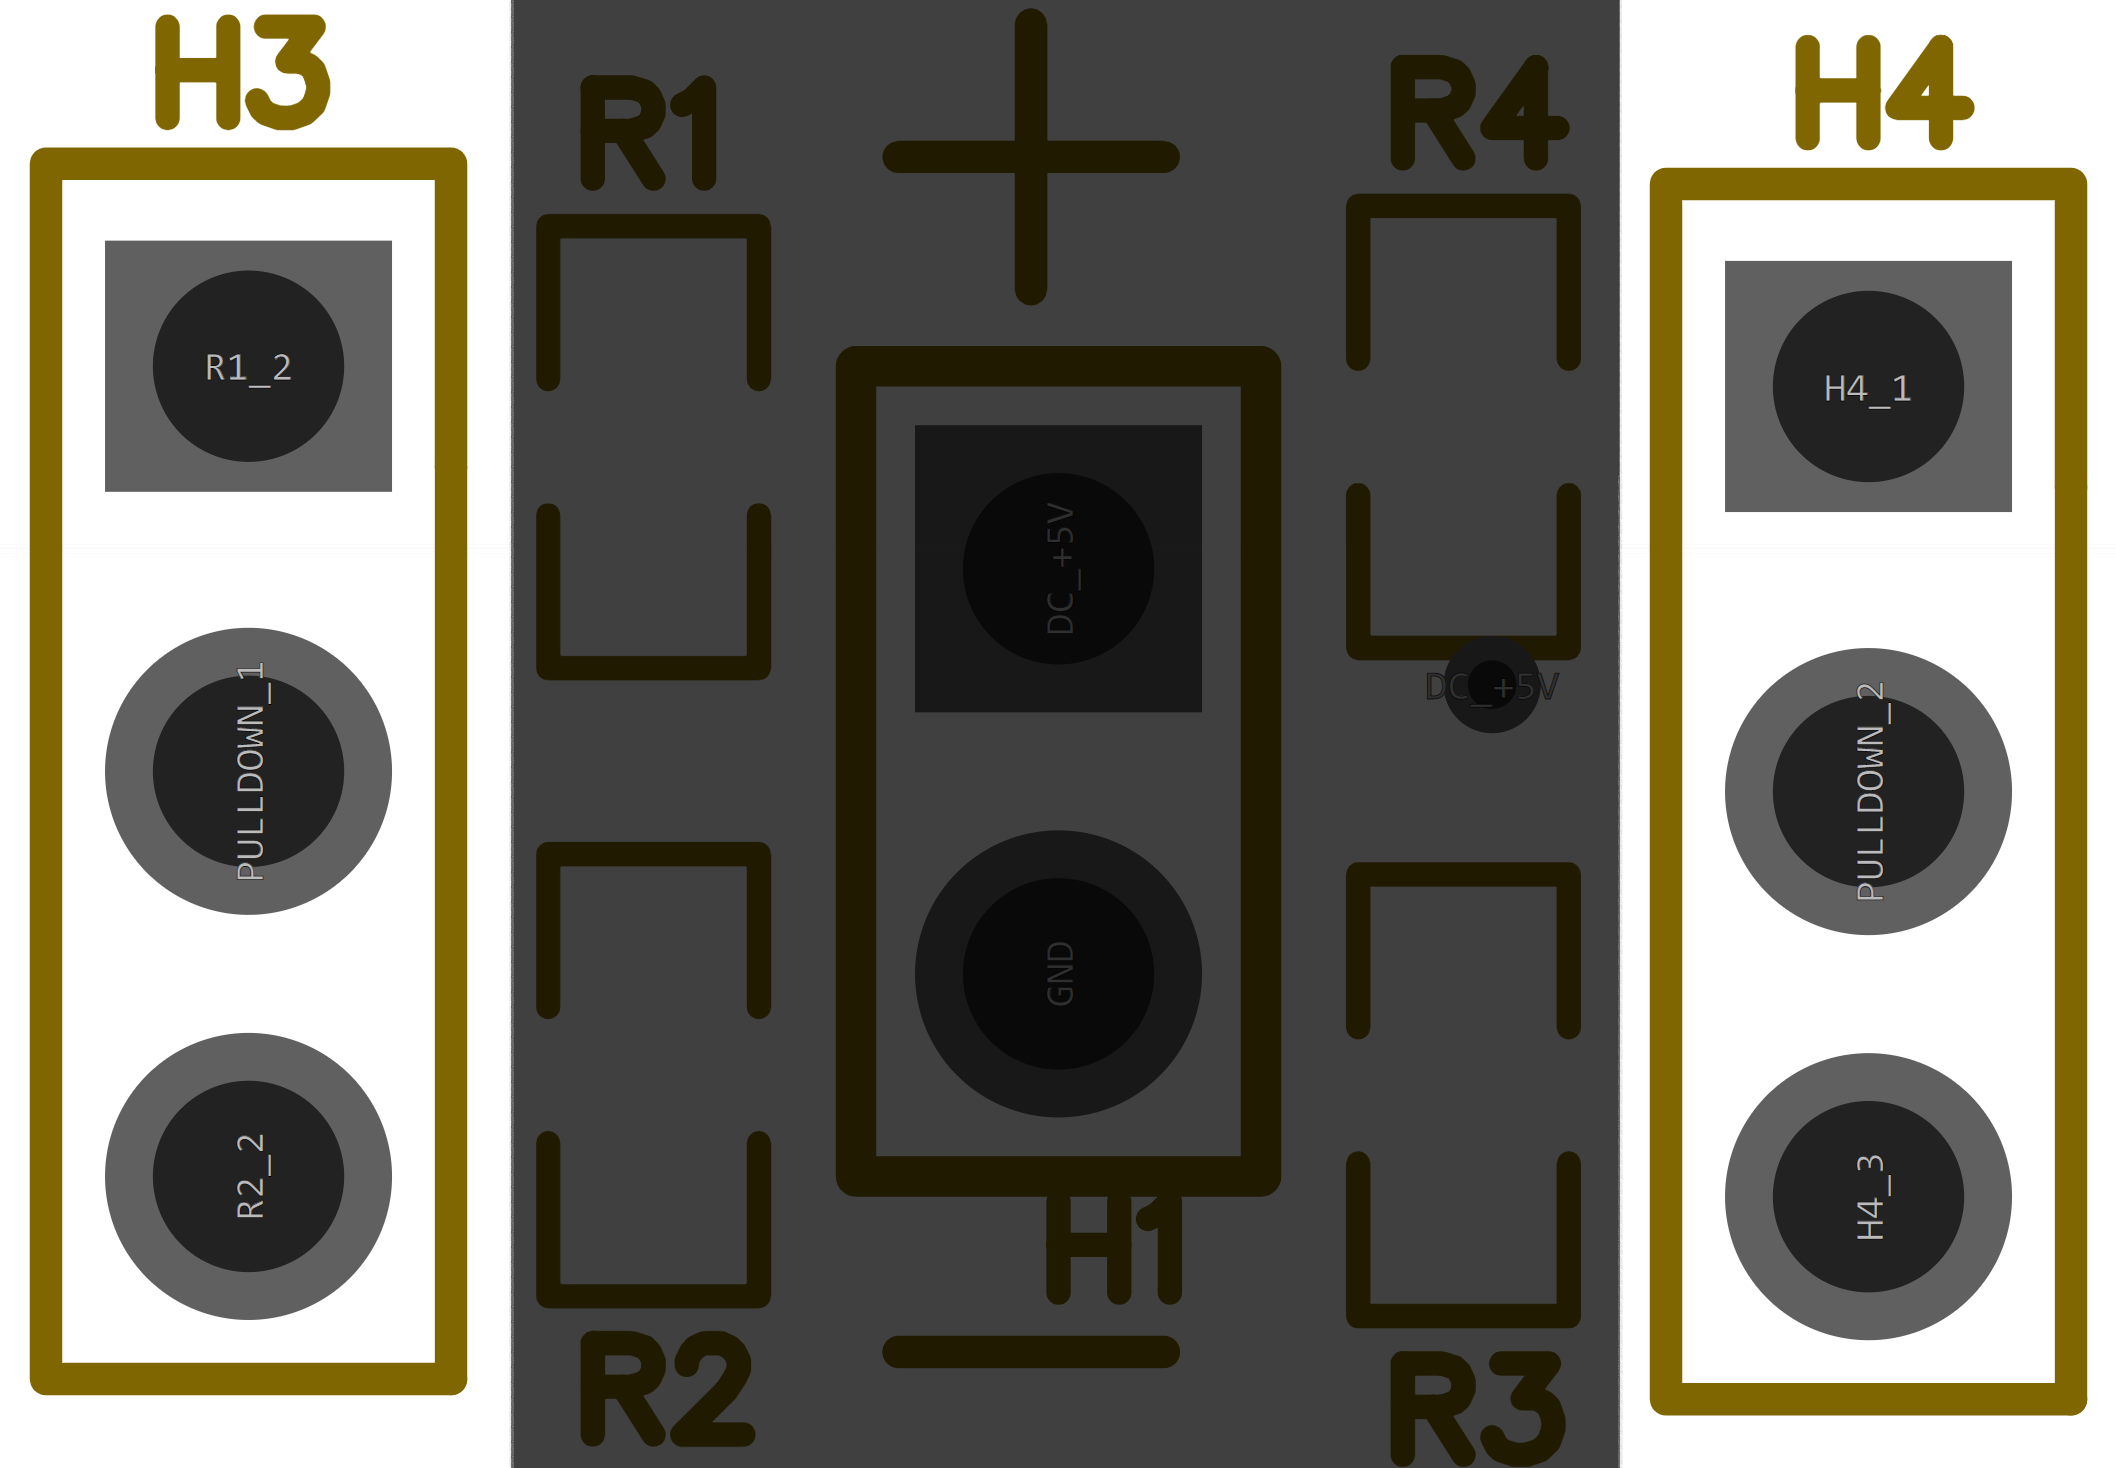 H3
R1
R4
H4
R1_2
H4_1
DC_+5V
DC_+5V
PULLDOWN_1
PULLDOWN_2
GND
R2_2
H4_3
H1
R2
R3